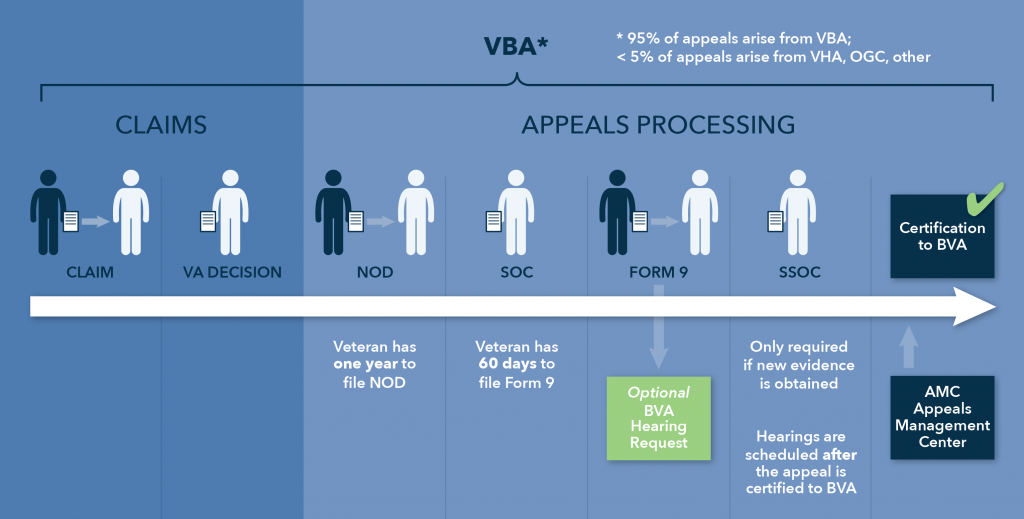 VBA*
* 95% of appeals arise from VBA;
< 5% of appeals arise from VHA, OGC, other
CLAIMS
APPEALS PROCESSING
CLAIM
VA DECISION
NOD
SOC
FORM 9
SSOC
Certification
to BVA
Veteran has
one year to
file NOD
Veteran has
60 days to
file Form 9
Optional
BVA
Hearing
Request
Only required
if new evidence
is obtained
Hearings are
scheduled after
the appeal is
certified to BVA
AMC
Appeals
Management
Center